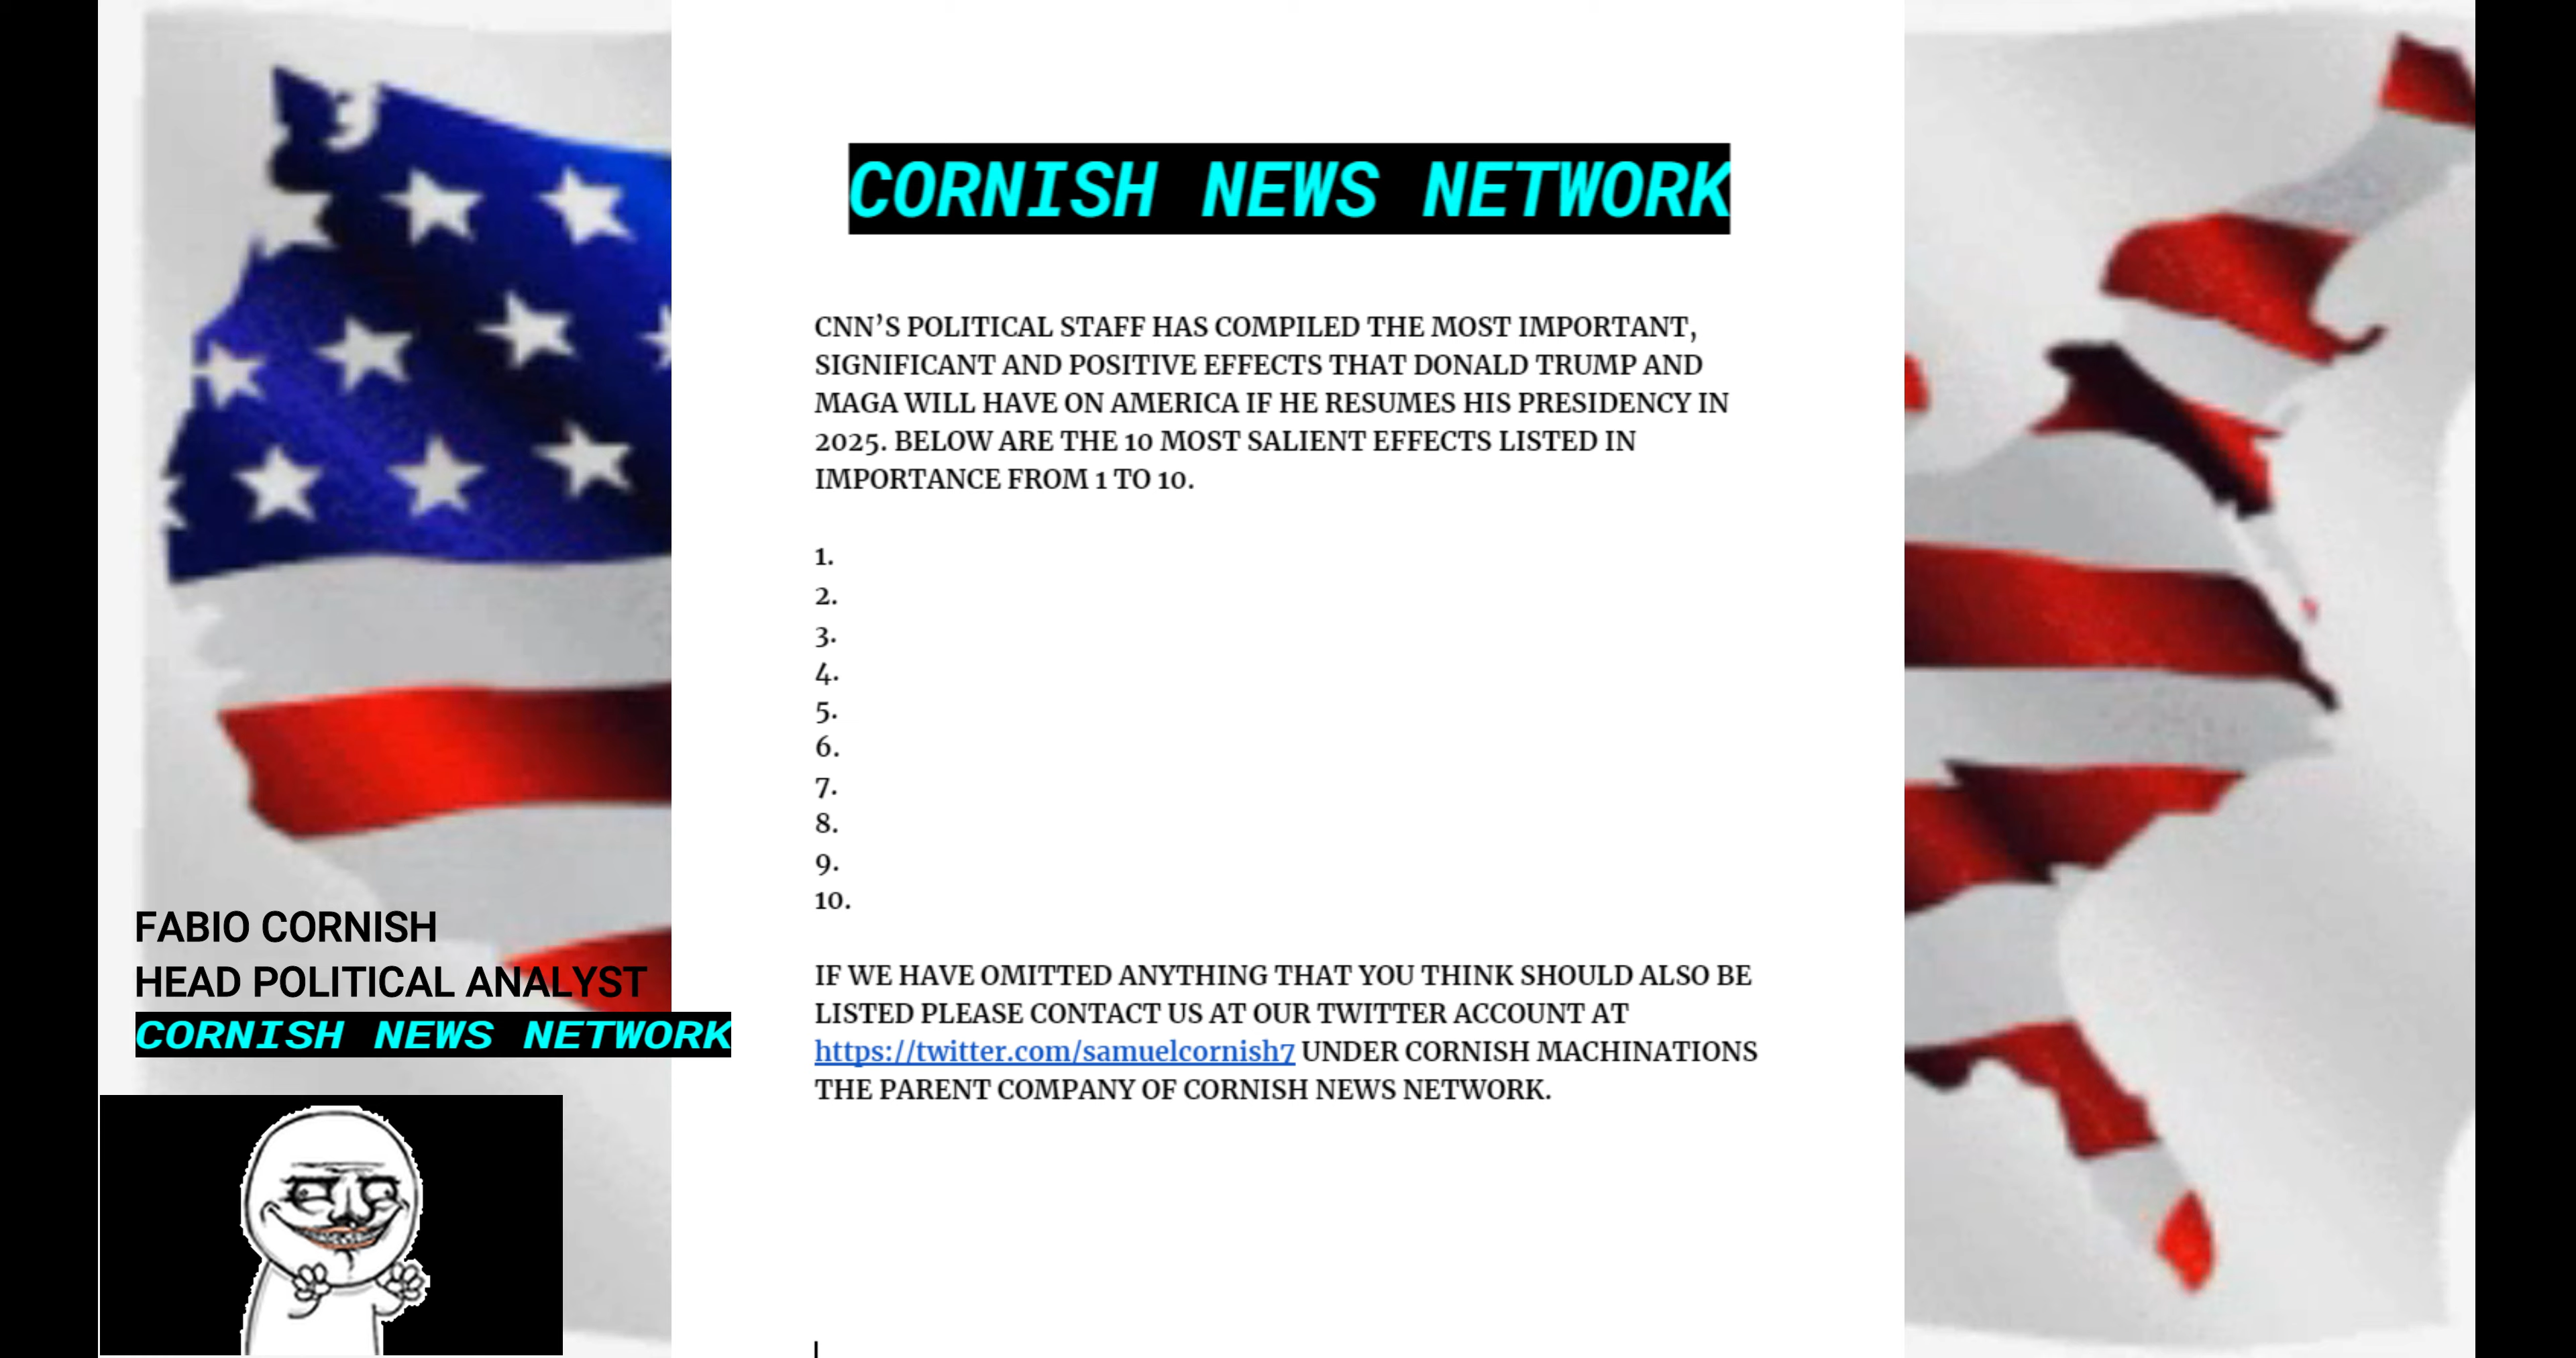 CORNISH NEWS NETWORK
CNN’S POLITICAL STAFF HAS COMPILED THE MOST IMPORTANT,
SIGNIFICANT AND POSITIVE EFFECTS THAT DONALD TRUMP AND
MAGA WILL HAVE ON AMERICA IF HE RESUMES HIS PRESIDENCY IN
2025. BELOW ARE THE 10 MOST SALIENT EFFECTS LISTED IN
IMPORTANCE FROM 1 TO 10.
1.
2.
3.
4.
5.
6.
7.
8.
9.
10.
IF WE HAVE OMITTED ANYTHING THAT YOU THINK SHOULD ALSO BE
LISTED PLEASE CONTACT US AT OUR TWITTER ACCOUNT AT
https://twitter.com/samuelcornish7 UNDER CORNISH MACHINATIONS
THE PARENT COMPANY OF CORNISH NEWS NETWORK.
FABIO CORNISH
HEAD POLITICAL ANALYST
CORNISH NEWS NETWORK